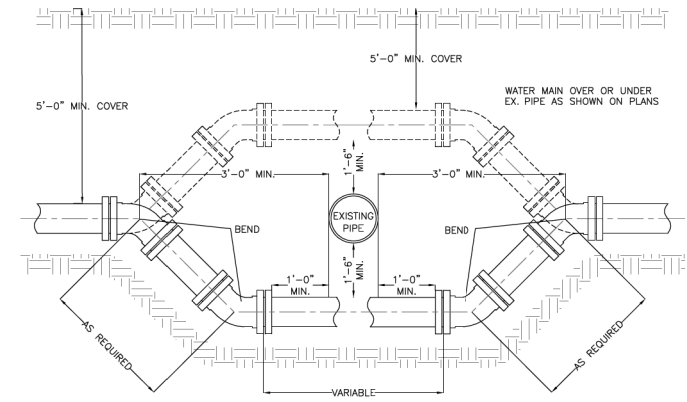 5'-0" MIN. COVER
5'-0" MIN. COVER
WATER MAIN OVER OR UNDER
EX. PIPE AS SHOWN ON PLANS
1'-6"
MIN.
3'-0" MIN.
3'-0" MIN.
EXISTING
PIPE
BEND
BEND
1'-6"
MIN.
1'-0"
MIN.
1'-0"
MIN.
AS REQUIRED
AS REQUIRED
VARIABLE